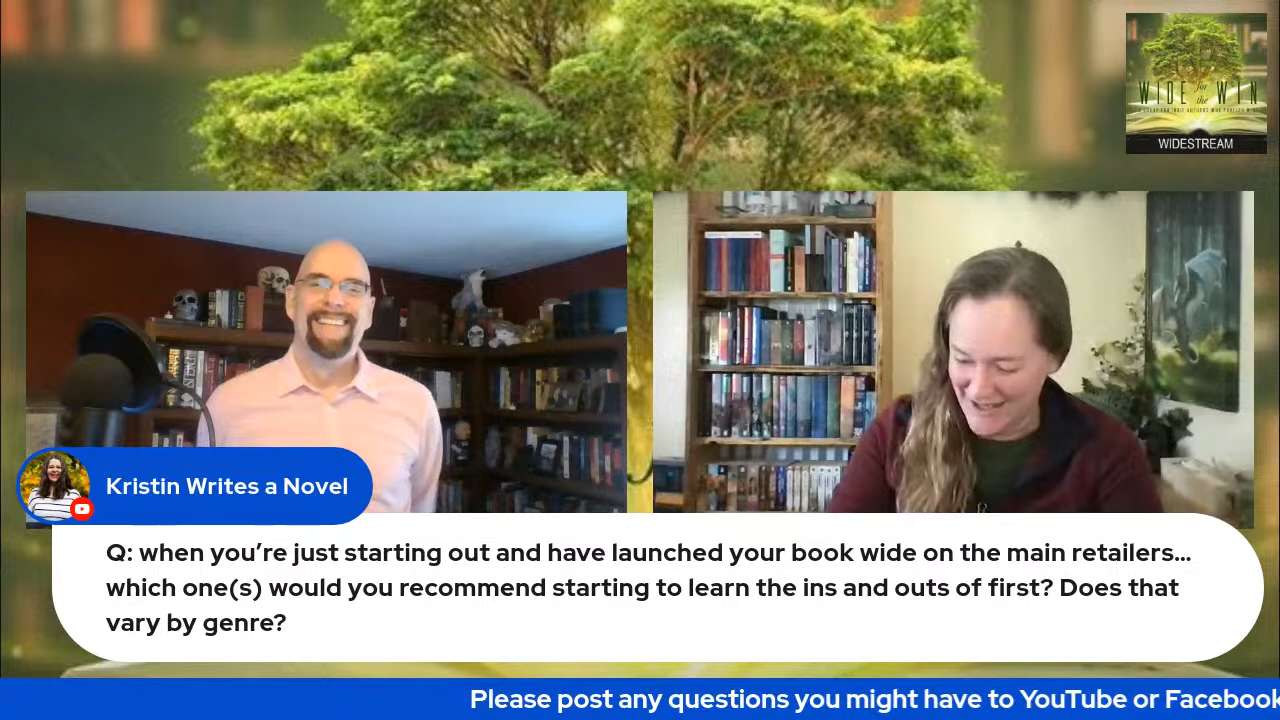 WIDE for the WIN
WIDESTREAM
Kristin Writes a Novel
Q: when you’re just starting out and have launched your book wide on the main retailers...
which one(s) would you recommend starting to learn the ins and outs of first? Does that
vary by genre?
Please post any questions you might have to YouTube or Facebook